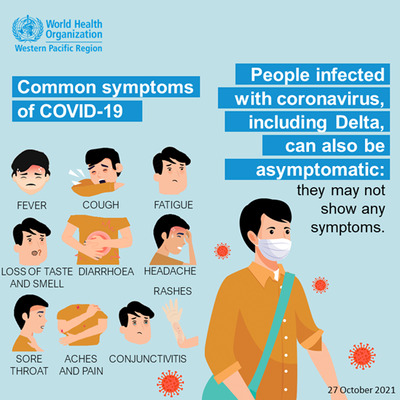 World Health
Organization
Western Pacific Region
Common symptoms
of COVID-19
FEVER
COUGH
FATIGUE
LOSS OF TASTE
AND SMELL
DIARRHOEA
HEADACHE
RASHES
SORE
THROAT
ACHES
AND PAIN
CONJUNCTIVITIS
People infected
with coronavirus,
including Delta,
can also be
asymptomatic:
they may not
show any
symptoms.
27 October 2021